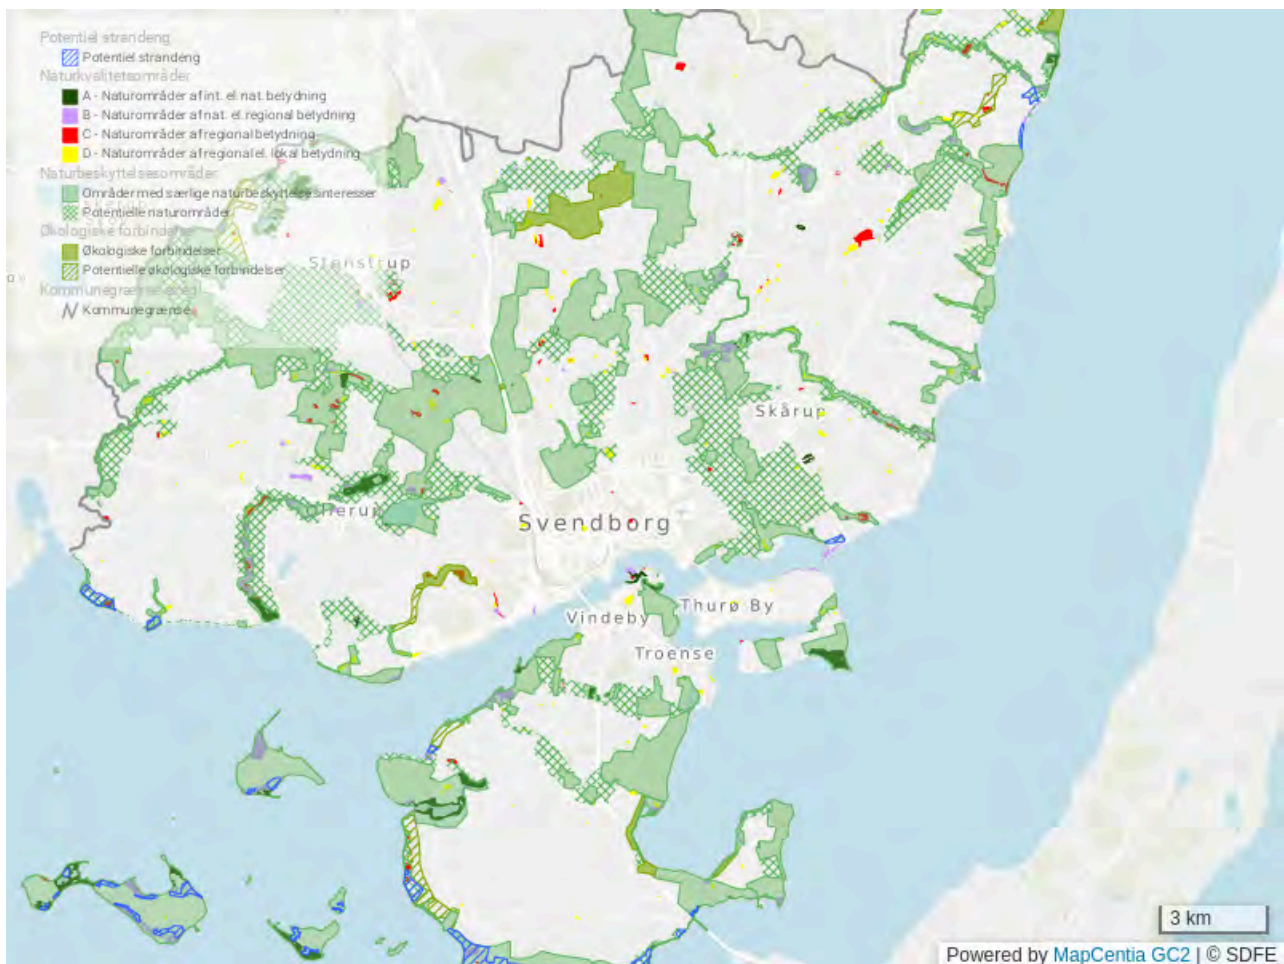 Potentiel strandeng
Potentiel strandeng
Naturkvalitetsområder
A - Naturområder af int. el. nat. betydning
B - Naturområder af nat. el. regional betydning
C - Naturområder af regional betydning
D - Naturområder af regional el. lokal betydning
Naturbeskyttelsesområder
Områder med særlige naturbeskyttelsesinteresser
Potentielle naturområder
Økologiske forbindelser
Økologiske forbindelser
Potentielle økologiske forbindelser
Stenstrup
Kommunegrænse
Skårup
Svendborg
Vindeby
Thurø By
Troense
3 km
Powered by MapCentia GC2 | © SDFE